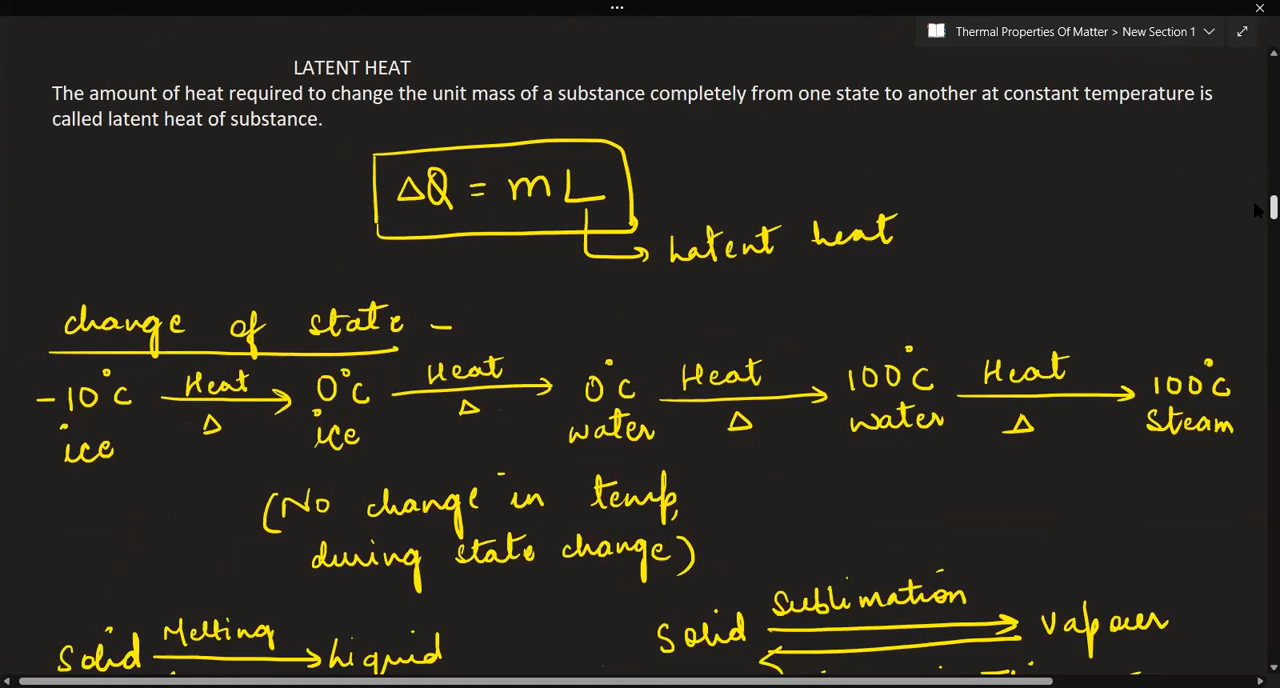 Thermal Properties Of Matter > New Section 1
LATENT HEAT
The amount of heat required to change the unit mass of a substance completely from one state to another at constant temperature is
called latent heat of substance.
ΔQ = mL
Latent heat
change of state -
-10°C Heat 0°C Heat 0°C Heat 100°C Heat 100°C
ice Δ ice Δ water Δ water Δ steam
(No change in temp,
during state change)
Solid Melting Liquid
Solid Sublimation Vapour